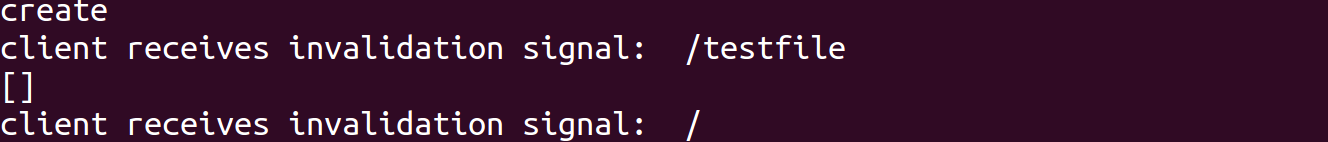 create
client receives invalidation signal:  /testfile
[]
client receives invalidation signal:  /